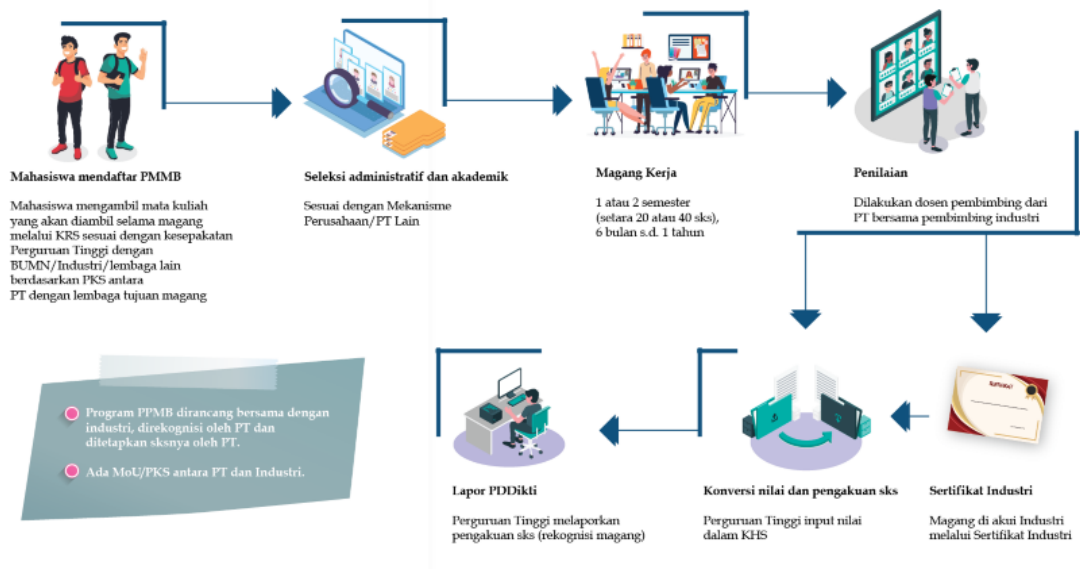 Mahasiswa mendaftar PMMB
Mahasiswa mengambil mata kuliah
yang akan diambil selama magang
melalui KRS sesuai dengan kesepakatan
Perguruan Tinggi dengan
BUMN/Industri/lembaga lain
berdasarkan PKS antara
PT dengan lembaga tujuan magang
Seleksi administratif dan akademik
Sesuai dengan Mekanisme
Perusahaan/PT Lain
Magang Kerja
1 atau 2 semester
(setara 20 atau 40 sks),
6 bulan s.d. 1 tahun
Penilaian
Dilakukan dosen pembimbing dari
PT bersama pembimbing industri
Program PPMB dirancang bersama dengan
industri, direkognisi oleh PT dan
ditetapkan sksnya oleh PT.
Ada MoU/PKS antara PT dan Industri.
Lapor PDDikti
Perguruan Tinggi melaporkan
pengakuan sks (rekognisi magang)
Konversi nilai dan pengakuan sks
Perguruan Tinggi input nilai
dalam KHS
Sertifikat Industri
Magang di akui Industri
melalui Sertifikat Industri